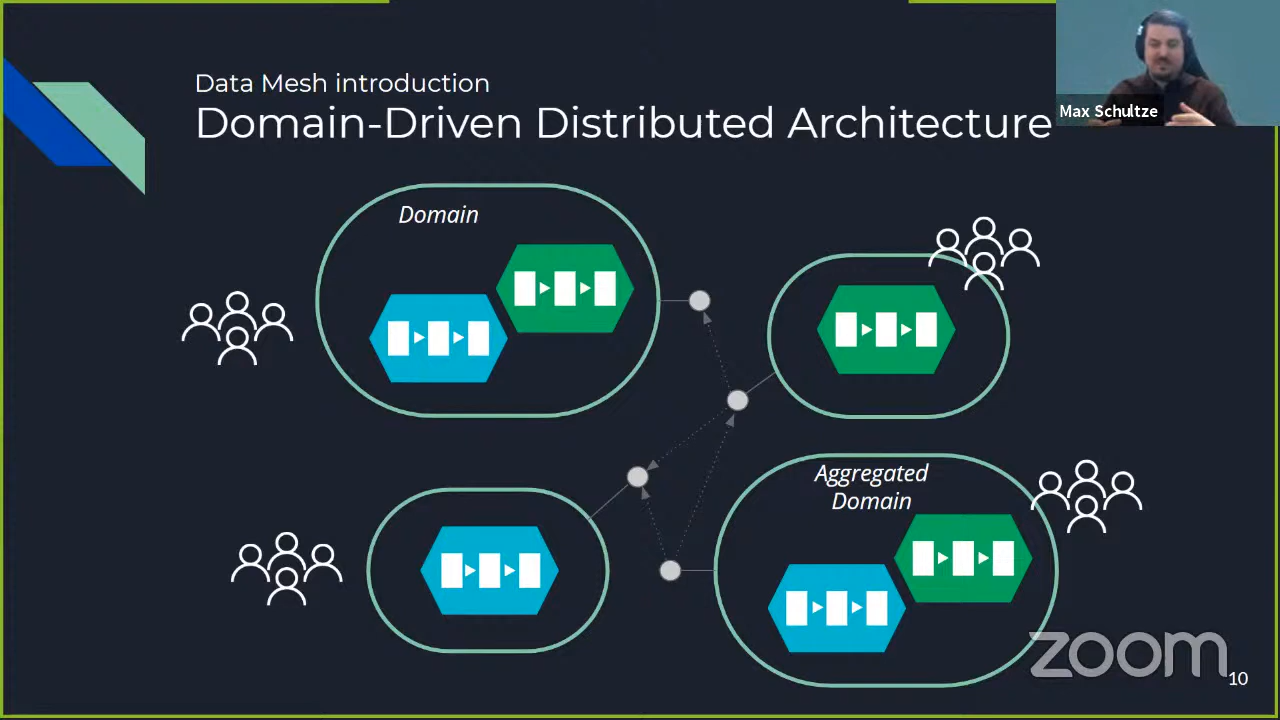 Data Mesh introduction
Domain-Driven Distributed Architecture
Max Schultze
Domain
Aggregated
Domain
zoom
10